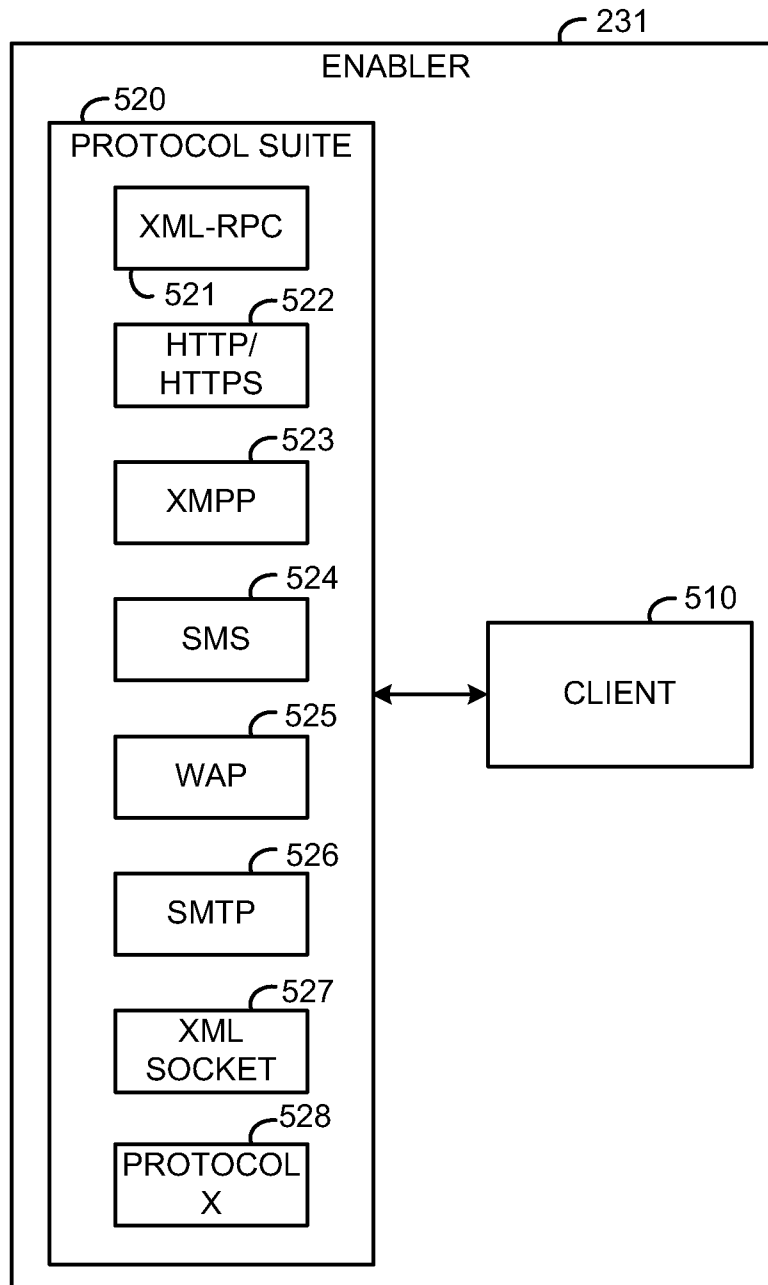 231
ENABLER
520
PROTOCOL SUITE
XML-RPC
521
522
HTTP/
HTTPS
523
XMPP
524
SMS
510
CLIENT
525
WAP
526
SMTP
527
XML
SOCKET
528
PROTOCOL
X